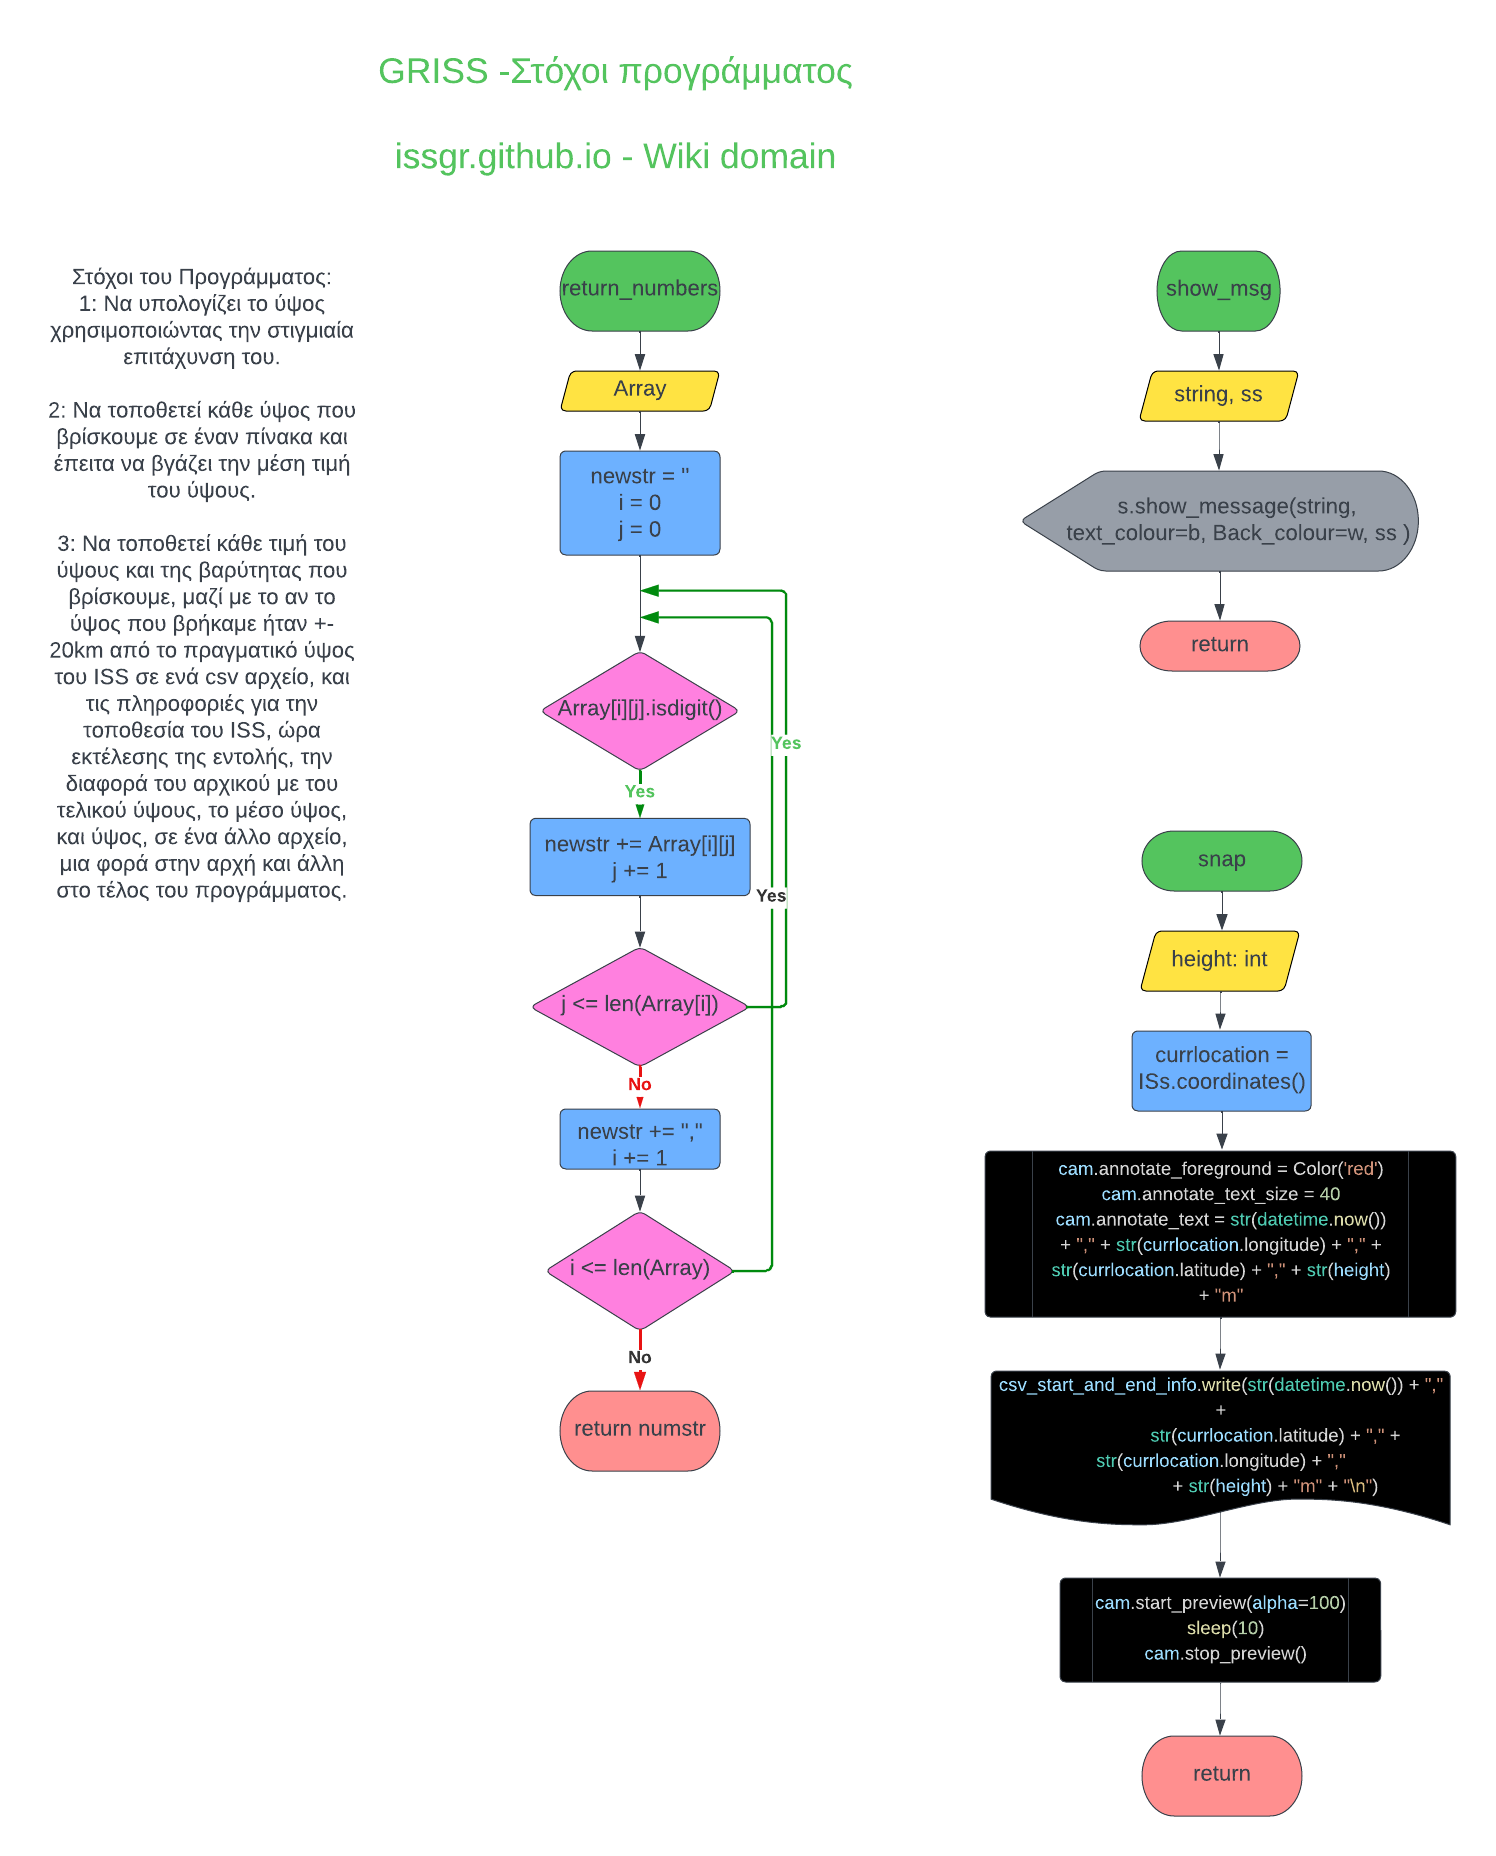 GRISS -Στόχοι προγράμματος
issgr.github.io - Wiki domain
Στόχοι του Προγράμματος:
1: Να υπολογίζει το ύψος
χρησιμοποιώντας την στιγμιαία
επιτάχυνση του.
2: Να τοποθετεί κάθε ύψος που
βρίσκουμε σε έναν πίνακα και
έπειτα να βγάζει την μέση τιμή
του ύψους.
3: Να τοποθετεί κάθε τιμή του
ύψους και της βαρύτητας που
βρίσκουμε, μαζί με το αν το
ύψος που βρήκαμε ήταν +-
20km από το πραγματικό ύψος
του ISS σε ενά csv αρχείο, και
τις πληροφοριές για την
τοποθεσία του ISS, ώρα
εκτέλεσης της εντολής, την
διαφορά του αρχικού με του
τελικού ύψους, το μέσο ύψος,
και ύψος, σε ένα άλλο αρχείο,
μια φορά στην αρχή και άλλη
στο τέλος του προγράμματος.
return_numbers
Array
newstr = "
i = 0
j = 0
Array[i][j].isdigit()
Yes
Yes
newstr += Array[i][j]
j += 1
Yes
j <= len(Array[i])
No
newstr += ","
i += 1
i <= len(Array)
No
return numstr
show_msg
string, ss
s.show_message(string,
text_colour=b, Back_colour=w, ss )
return
snap
height: int
currlocation =
ISs.coordinates()
cam.annotate_foreground = Color('red')
cam.annotate_text_size = 40
cam.annotate_text = str(datetime.now())
+ "," + str(currlocation.longitude) + "," +
str(currlocation.latitude) + "," + str(height)
+ "m"
csv_start_and_end_info.write(str(datetime.now()) + ","
+
str(currlocation.latitude) + "," +
str(currlocation.longitude) + ","
+ str(height) + "m" + "\n")
cam.start_preview(alpha=100)
sleep(10)
cam.stop_preview()
return